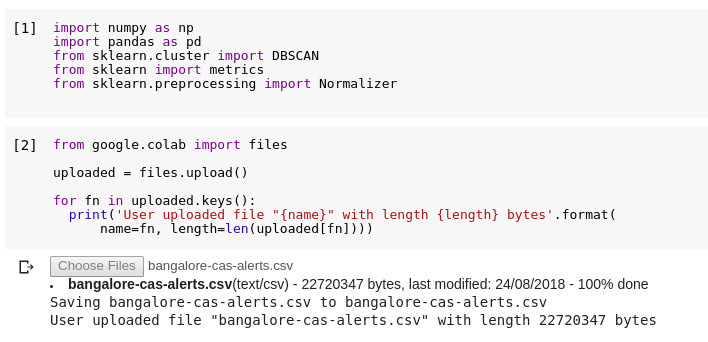 [1] import numpy as np
import pandas as pd
from sklearn.cluster import DBSCAN
from sklearn import metrics
from sklearn.preprocessing import Normalizer
[2] from google.colab import files
uploaded = files.upload()
for fn in uploaded.keys():
  print('User uploaded file "{name}" with length {length} bytes'.format(
      name=fn, length=len(uploaded[fn])))
Choose Files bangalore-cas-alerts.csv
• bangalore-cas-alerts.csv(text/csv) - 22720347 bytes, last modified: 24/08/2018 - 100% done
Saving bangalore-cas-alerts.csv to bangalore-cas-alerts.csv
User uploaded file "bangalore-cas-alerts.csv" with length 22720347 bytes